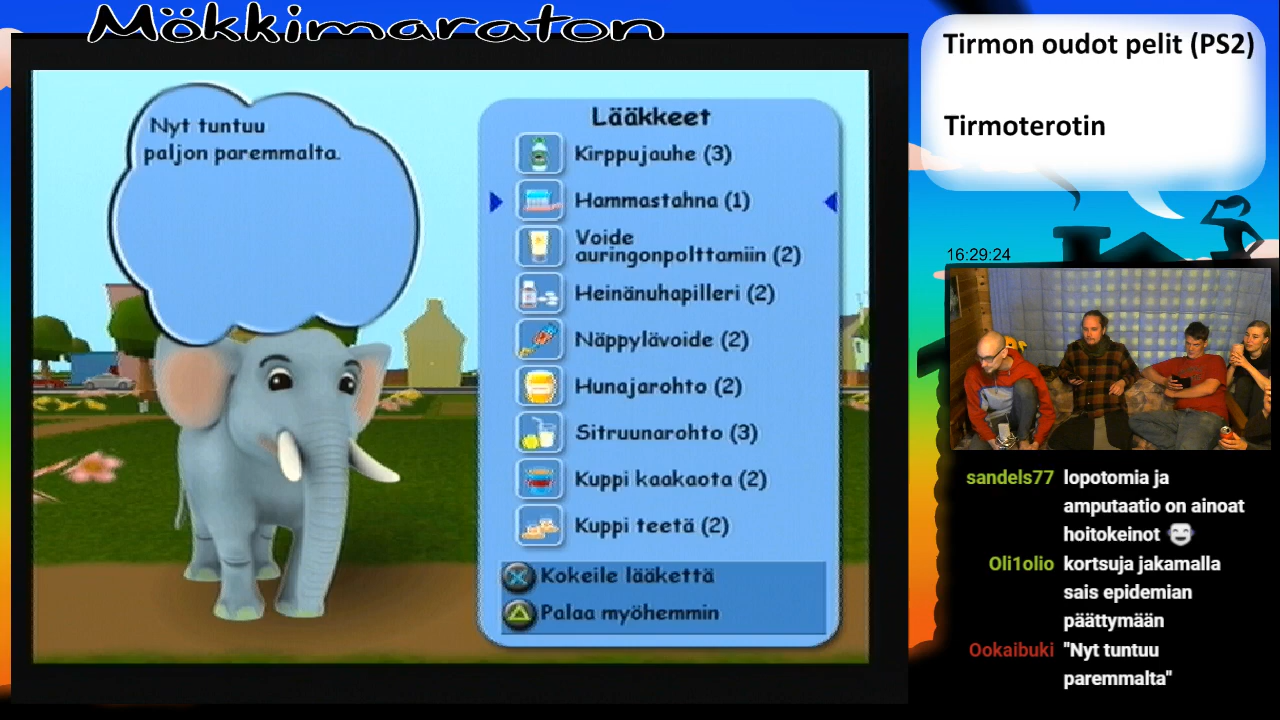 Mökkimaraton
Tirmon oudot pelit (PS2)
Tirmoterotin
Nyt tuntuu
paljon paremmalta.
Lääkkeet
Kirppujauhe (3)
Hammastahna (1)
Voide
auringonpolttamiin (2)
Heinänuhapilleri (2)
Näppylävoide (2)
Hunajarohto (2)
Sitruunarohto (3)
Kuppi kaakaota (2)
Kuppi teetä (2)
Kokeile lääkettä
Palaa myöhemmin
16:29:24
sandels77 lopotomia ja
amputaatio on ainoat
hoitokeinot
Oli1olio kortsuja jakamalla
sais epidemian
päättymään
Ookaibuki "Nyt tuntuu
paremmalta"